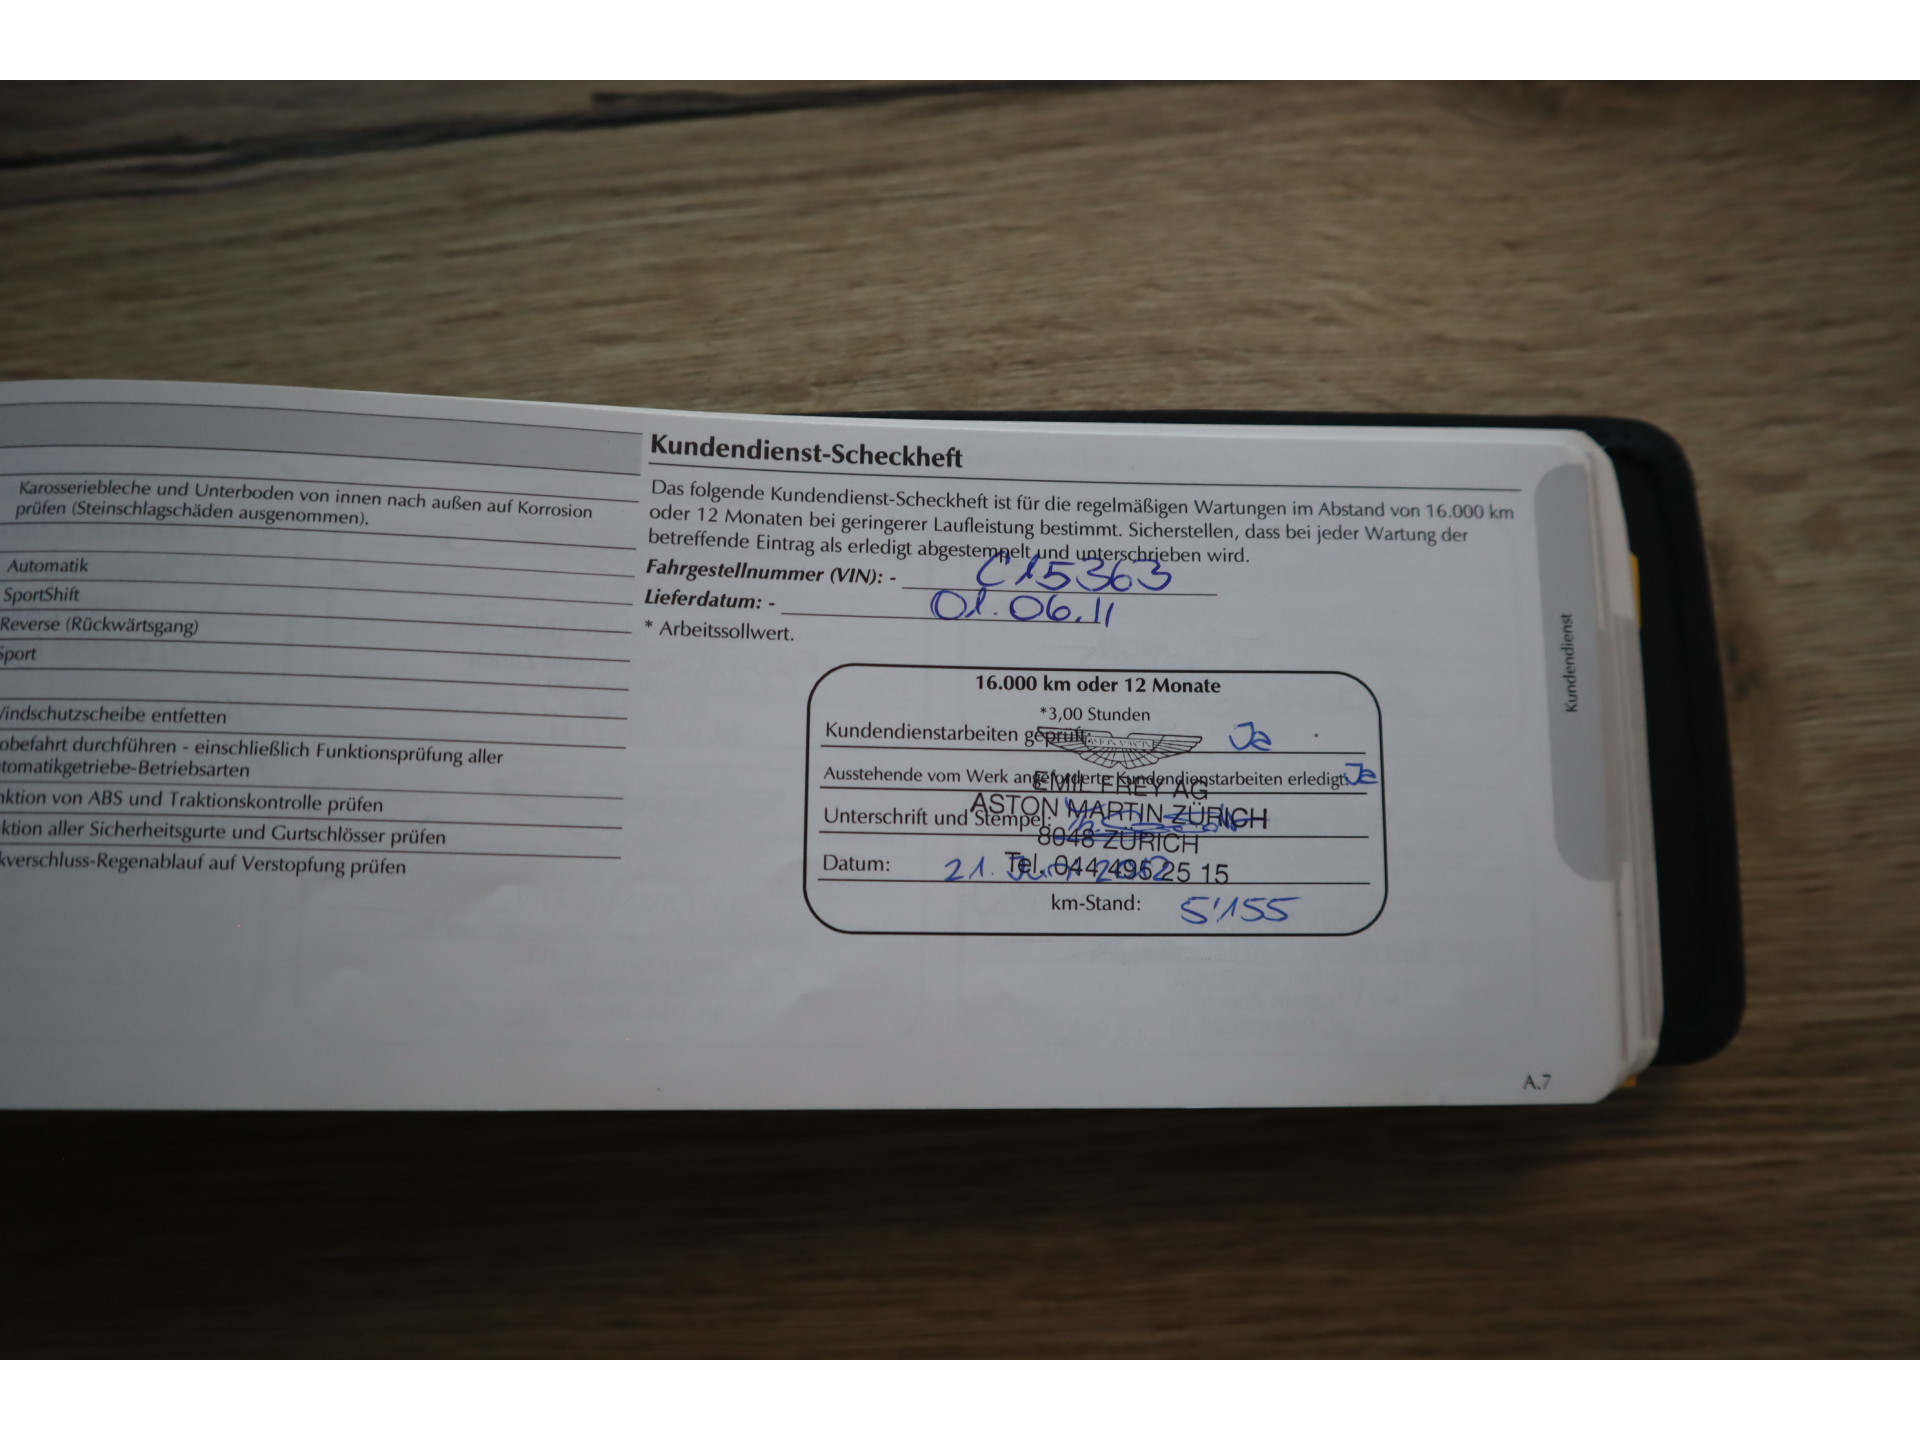 Karosseriebleche und Unterboden von innen nach außen auf Korrosion
prüfen (Steinschlagschäden ausgenommen).
Automatik
SportShift
Reverse (Rückwärtsgang)
Sport
Windschutzscheibe entfetten
obefahrt durchführen - einschließlich Funktionsprüfung aller
tomatikgetriebe-Betriebsarten
nktion von ABS und Traktionskontrolle prüfen
ktion aller Sicherheitsgurte und Gurtschlösser prüfen
kverschluss-Regenablauf auf Verstopfung prüfen
Kundendienst-Scheckheft
Das folgende Kundendienst-Scheckheft ist für die regelmäßigen Wartungen im Abstand von 16.000 km
oder 12 Monaten bei geringerer Laufleistung bestimmt. Sicherstellen, dass bei jeder Wartung der
betreffende Eintrag als erledigt abgestempelt und unterschrieben wird.
Fahrgestellnummer (VIN): - C15363
Lieferdatum: - 01.06.11
* Arbeitssollwert.
16.000 km oder 12 Monate
*3,00 Stunden
Kundendienstarbeiten geprüft: Ja
ASTON MARTIN
Ausstehende vom Werk angeforderte Kundendienstarbeiten erledigt: Ja
EMIL FREY AG
ASTON MARTIN ZÜRICH
Unterschrift und Stempel:
8048 ZÜRICH
Datum: 21. 2012
Tel. 044 495 25 15
km-Stand: 5'155
Kundendienst
A.7